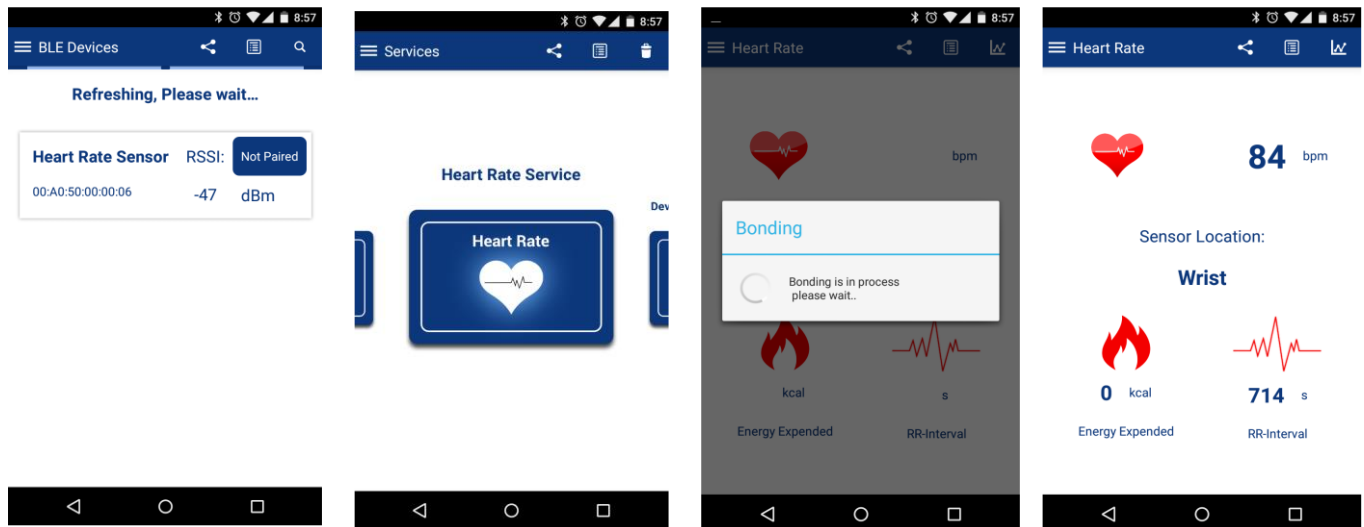 8:57
BLE Devices
Refreshing, Please wait...
Heart Rate Sensor RSSI: Not Paired
00:A0:50:00:00:06 -47 dBm
8:57
Services
Heart Rate Service
Dev
Heart Rate
8:57
Heart Rate
bpm
Bonding
Bonding is in process
please wait..
kcal s
Energy Expended RR-Interval
8:57
Heart Rate
84 bpm
Sensor Location:
Wrist
0 kcal 714 s
Energy Expended RR-Interval